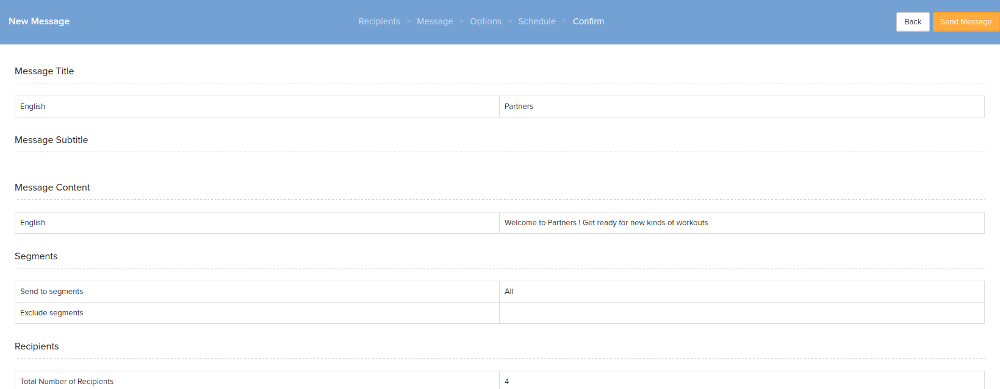 New Message
Recipients > Message > Options > Schedule > Confirm
Back
Send Message
Message Title
English Partners
Message Subtitle
Message Content
English Welcome to Partners ! Get ready for new kinds of workouts
Segments
Send to segments All
Exclude segments
Recipients
Total Number of Recipients 4